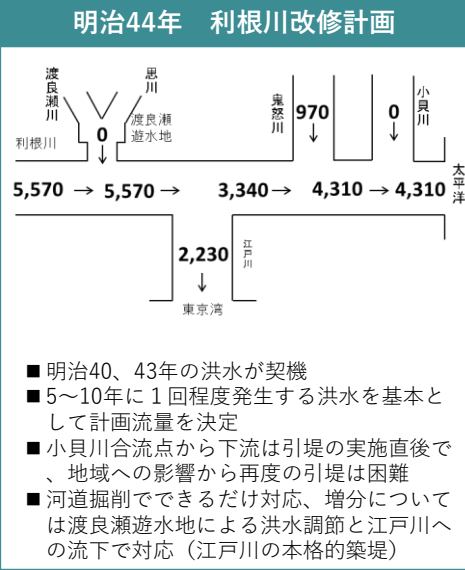 明治44年　利根川改修計画
渡良瀬川
思川
渡良瀬
遊水地
0
↓
鬼怒川
970
↓
0
↓
小貝川
利根川
5,570 → 5,570 → 3,340 → 4,310 → 4,310
太平洋
2,230
↓
江戸川
東京湾
■ 明治40、43年の洪水が契機
■ 5～10年に１回程度発生する洪水を基本と
して計画流量を決定
■ 小貝川合流点から下流は引堤の実施直後で
、地域への影響から再度の引堤は困難
■ 河道掘削でできるだけ対応、増分について
は渡良瀬遊水地による洪水調節と江戸川へ
の流下で対応（江戸川の本格的築堤）